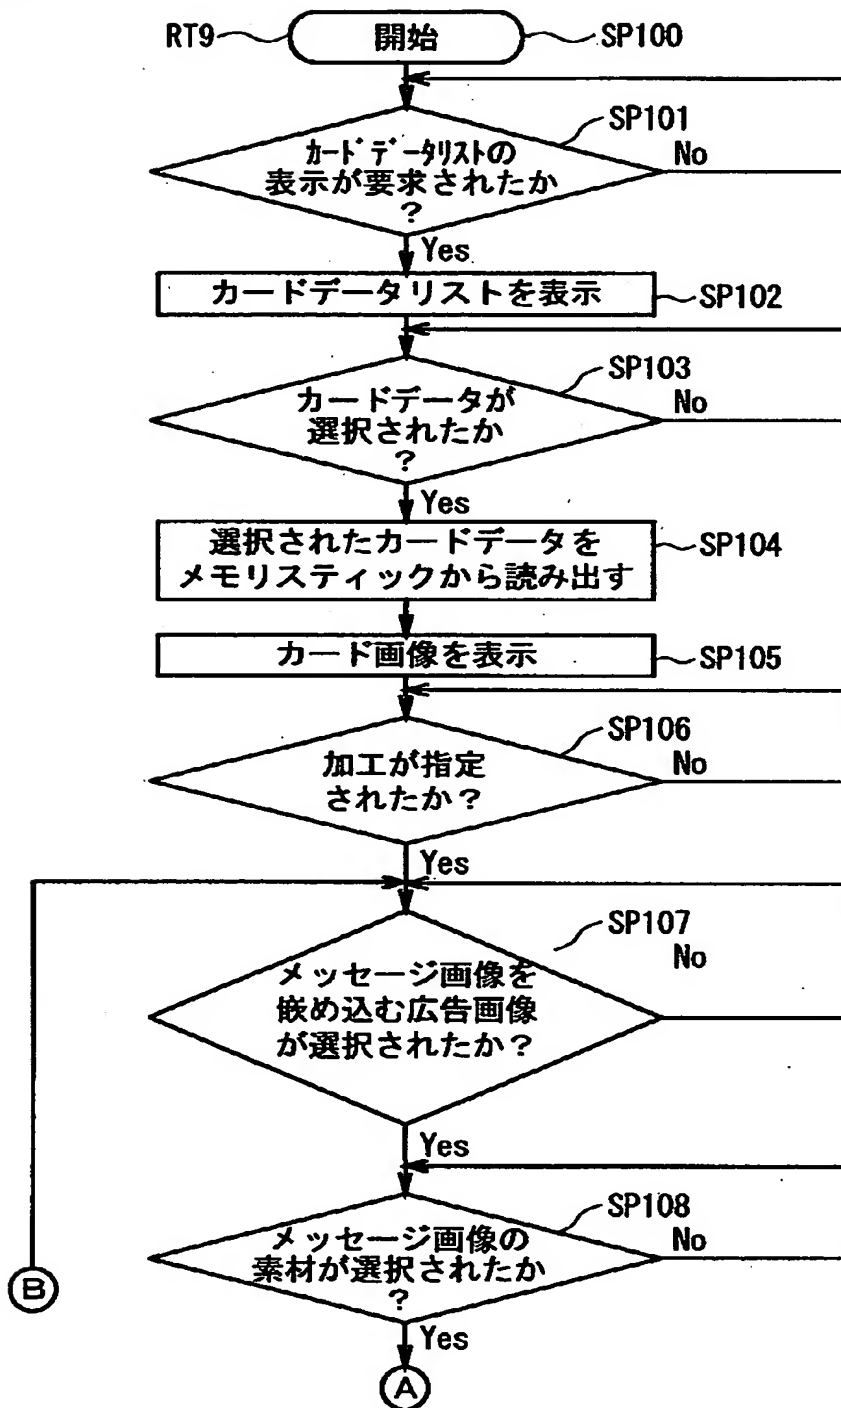 RT9 開始 SP100
SP101
カードデータリストの
表示が要求されたか
?
No
Yes
カードデータリストを表示 SP102
SP103
カードデータが
選択されたか
?
No
Yes
選択されたカードデータを
メモリスティックから読み出す
SP104
カード画像を表示 SP105
SP106
加工が指定
されたか?
No
Yes
SP107
メッセージ画像を
嵌め込む広告画像
が選択されたか?
No
Yes
SP108
メッセージ画像の
素材が選択されたか
?
No
B
Yes
A